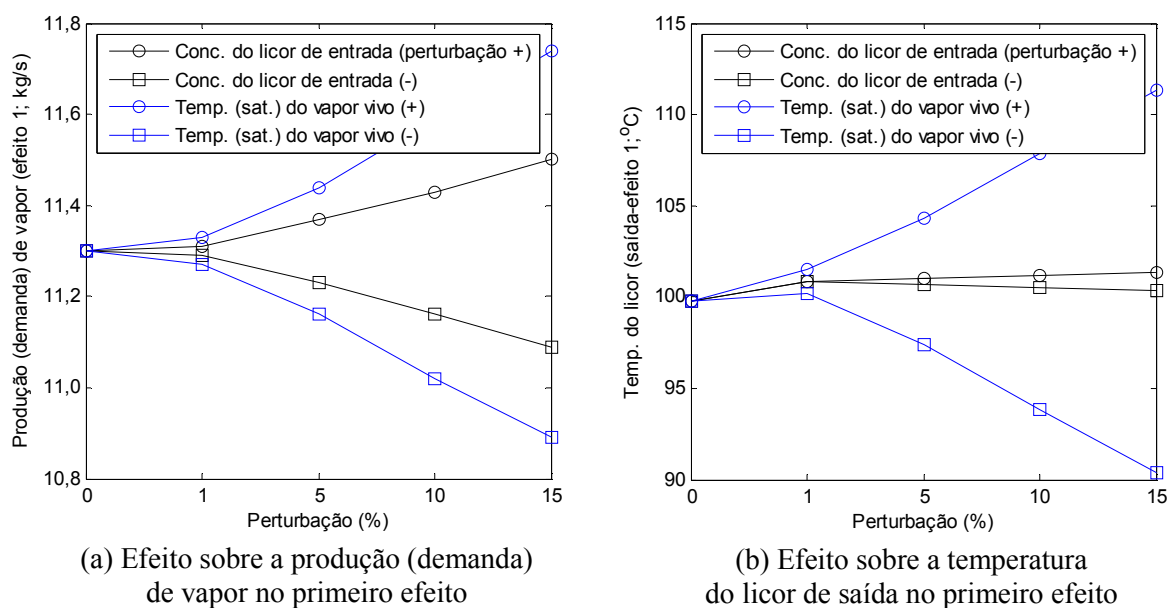 11,8
11,6
11,4
11,2
11,0
10,8
Produção (demanda) de vapor (efeito 1; kg/s)
Conc. do licor de entrada (perturbação +)
Conc. do licor de entrada (-)
Temp. (sat.) do vapor vivo (+)
Temp. (sat.) do vapor vivo (-)
0 1 5 10 15
Perturbação (%)
(a) Efeito sobre a produção (demanda)
de vapor no primeiro efeito
115
110
105
100
95
90
Temp. do licor (saída-efeito 1;ºC)
Conc. do licor de entrada (perturbação +)
Conc. do licor de entrada (-)
Temp. (sat.) do vapor vivo (+)
Temp. (sat.) do vapor vivo (-)
0 1 5 10 15
Perturbação (%)
(b) Efeito sobre a temperatura
do licor de saída no primeiro efeito